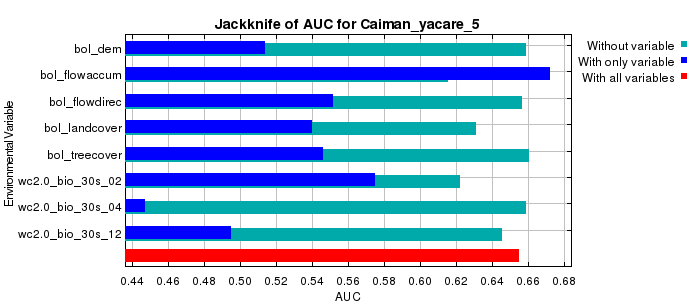 Jackknife of AUC for Caiman_yacare_5
Environmental Variable
bol_dem
bol_flowaccum
bol_flowdirec
bol_landcover
bol_treecover
wc2.0_bio_30s_02
wc2.0_bio_30s_04
wc2.0_bio_30s_12
Without variable
With only variable
With all variables
0.44 0.46 0.48 0.50 0.52 0.54 0.56 0.58 0.60 0.62 0.64 0.66 0.68
AUC